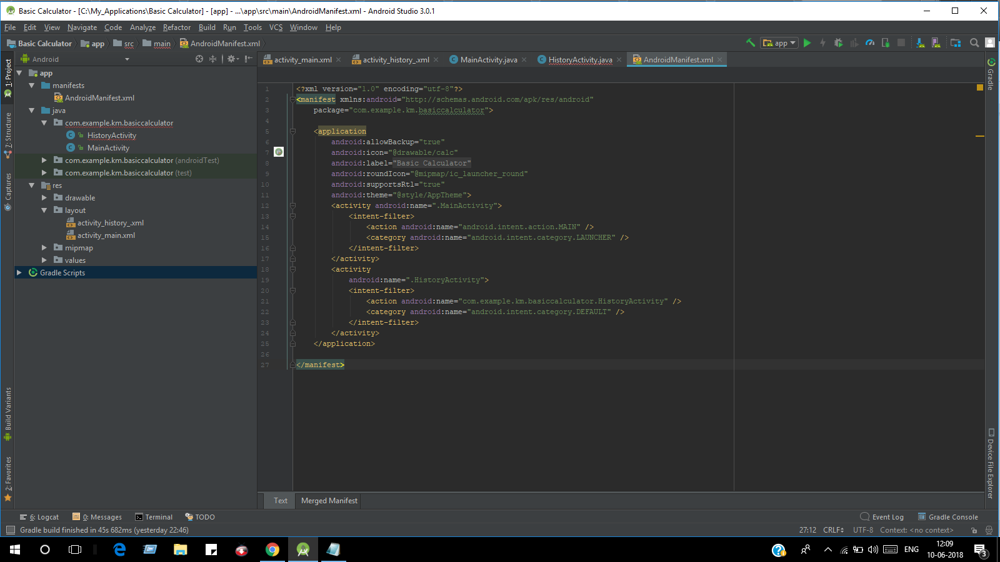 Basic Calculator - [C:\My_Applications\Basic Calculator] - [app] - ...\app\src\main\AndroidManifest.xml - Android Studio 3.0.1
File Edit View Navigate Code Analyze Refactor Build Run Tools VCS Window Help
Basic Calculator app src main AndroidManifest.xml app
Android
activity_main.xml activity_history_.xml MainActivity.java HistoryActivity.java AndroidManifest.xml
1: Project
7: Structure
Captures
Build Variants
2: Favorites
app
manifests
AndroidManifest.xml
java
com.example.km.basiccalculator
HistoryActivity
MainActivity
com.example.km.basiccalculator (androidTest)
com.example.km.basiccalculator (test)
res
drawable
layout
activity_history_.xml
activity_main.xml
mipmap
values
Gradle Scripts
1 <?xml version="1.0" encoding="utf-8"?>
2 <manifest xmlns:android="http://schemas.android.com/apk/res/android"
3 package="com.example.km.basiccalculator">
4
5 <application
6 android:allowBackup="true"
7 android:icon="@drawable/calc"
8 android:label="Basic Calculator"
9 android:roundIcon="@mipmap/ic_launcher_round"
10 android:supportsRtl="true"
11 android:theme="@style/AppTheme">
12 <activity android:name=".MainActivity">
13 <intent-filter>
14 <action android:name="android.intent.action.MAIN" />
15 <category android:name="android.intent.category.LAUNCHER" />
16 </intent-filter>
17 </activity>
18 <activity
19 android:name=".HistoryActivity">
20 <intent-filter>
21 <action android:name="com.example.km.basiccalculator.HistoryActivity" />
22 <category android:name="android.intent.category.DEFAULT" />
23 </intent-filter>
24 </activity>
25 </application>
26
27 </manifest>
Gradle
Device File Explorer
Text Merged Manifest
6: Logcat 0: Messages Terminal TODO Event Log Gradle Console
Gradle build finished in 45s 682ms (yesterday 22:46) 27:12 CRLF UTF-8 Context: <no context>
ENG 12:09
10-06-2018 3